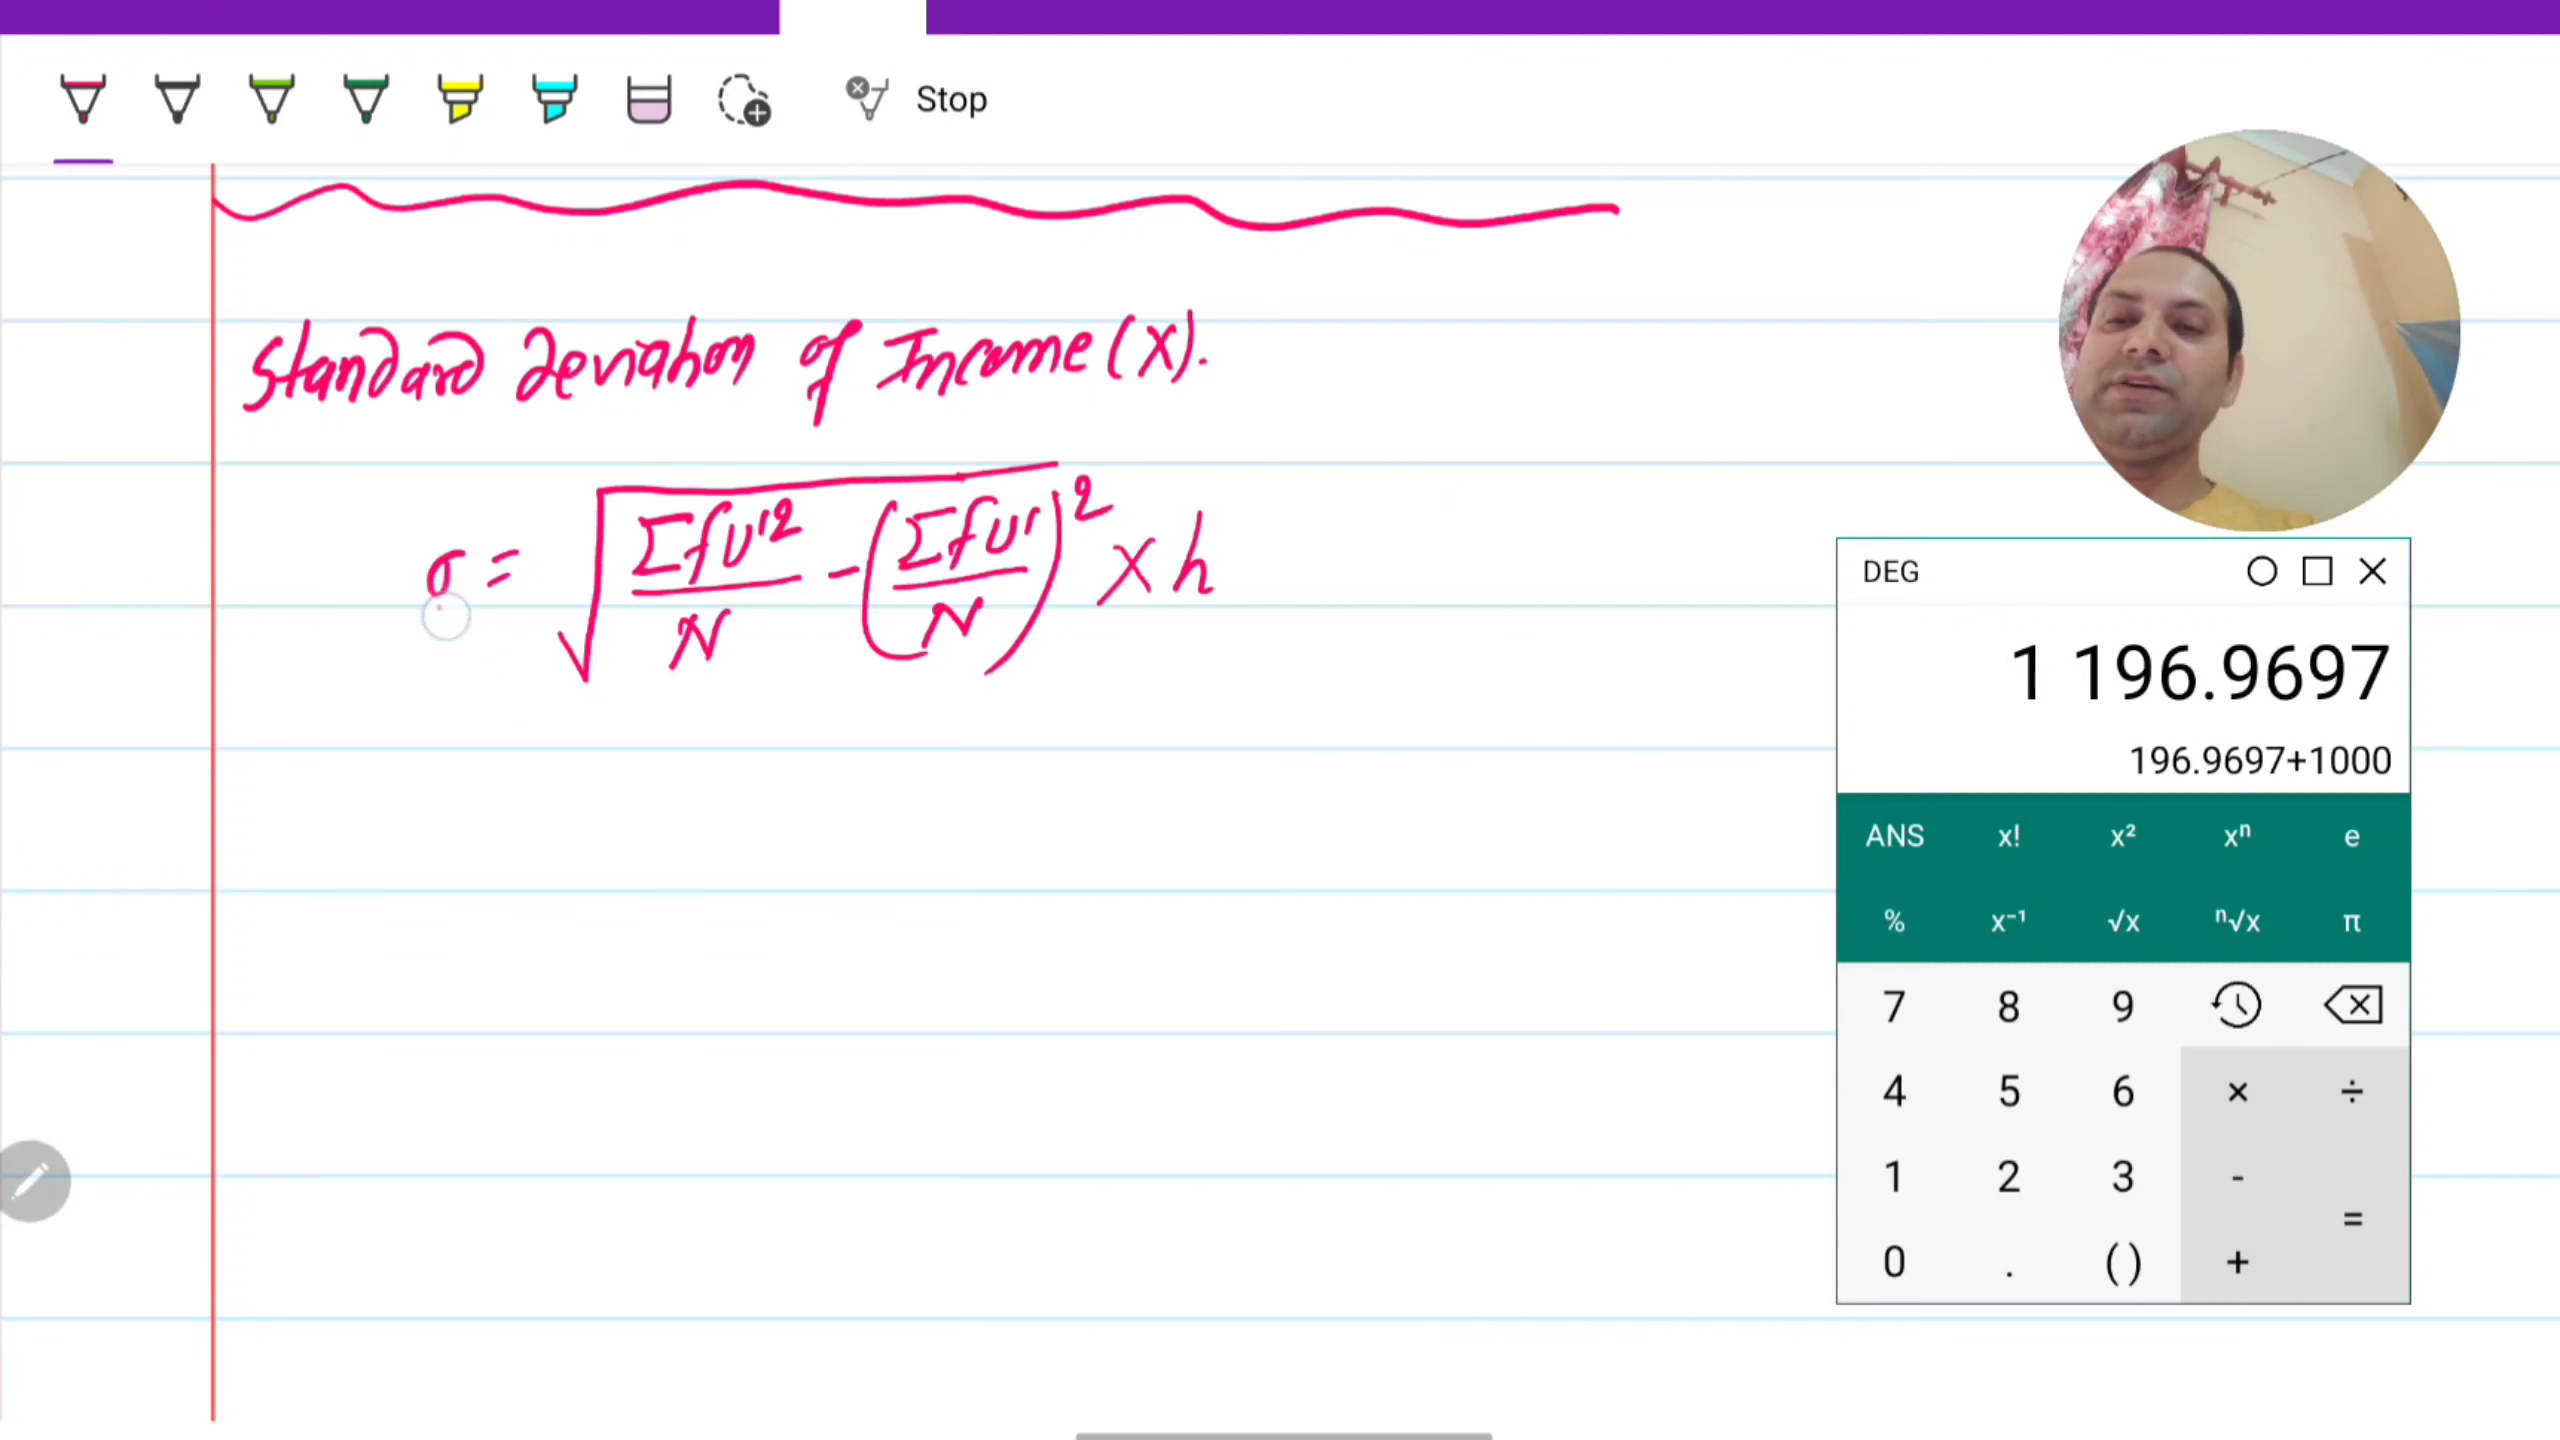 Stop
Standard Deviation of Income (X).
σ = √(Σfu'²/N - (Σfu'/N)²) × h
DEG
1 196.9697
196.9697+1000
ANS x! x² xⁿ e
% x⁻¹ √x ⁿ√x π
7 8 9
4 5 6 × ÷
1 2 3 - =
0 . ( ) +